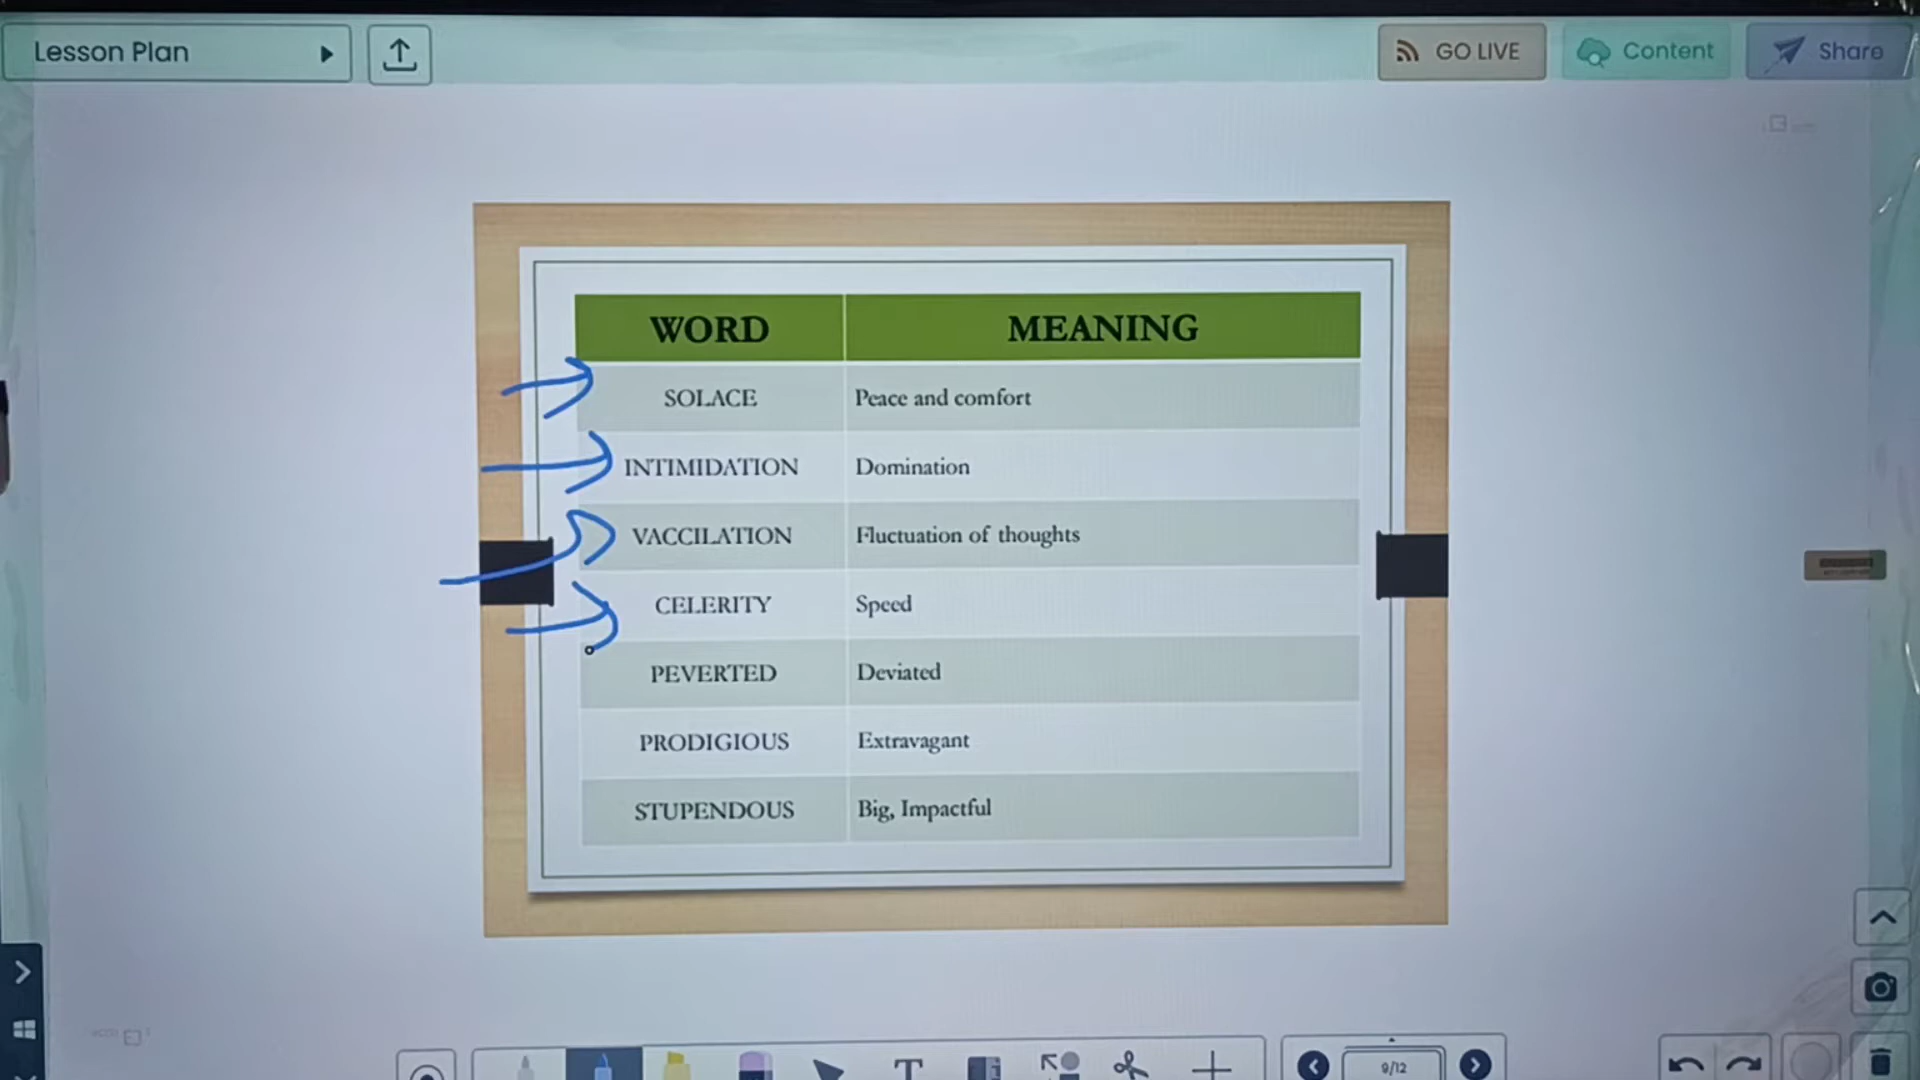 Lesson Plan
GO LIVE
Content
Share
WORD MEANING
SOLACE Peace and comfort
INTIMIDATION Domination
VACCILATION Fluctuation of thoughts
CELERITY Speed
PEVERTED Deviated
PRODIGIOUS Extravagant
STUPENDOUS Big, Impactful
T
9/12